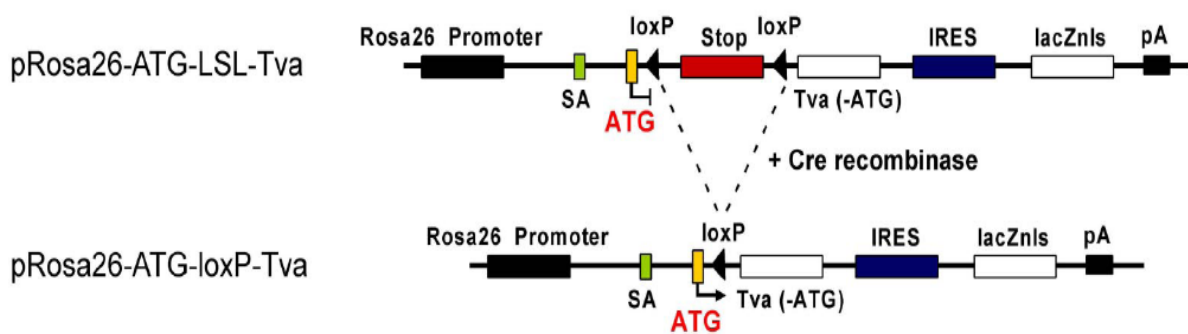 pRosa26-ATG-LSL-Tva
Rosa26 Promoter
loxP
Stop
loxP
IRES
lacZnls
pA
SA
ATG
Tva (-ATG)
+ Cre recombinase
pRosa26-ATG-loxP-Tva
Rosa26 Promoter
loxP
IRES
lacZnls
pA
SA
ATG
Tva (-ATG)